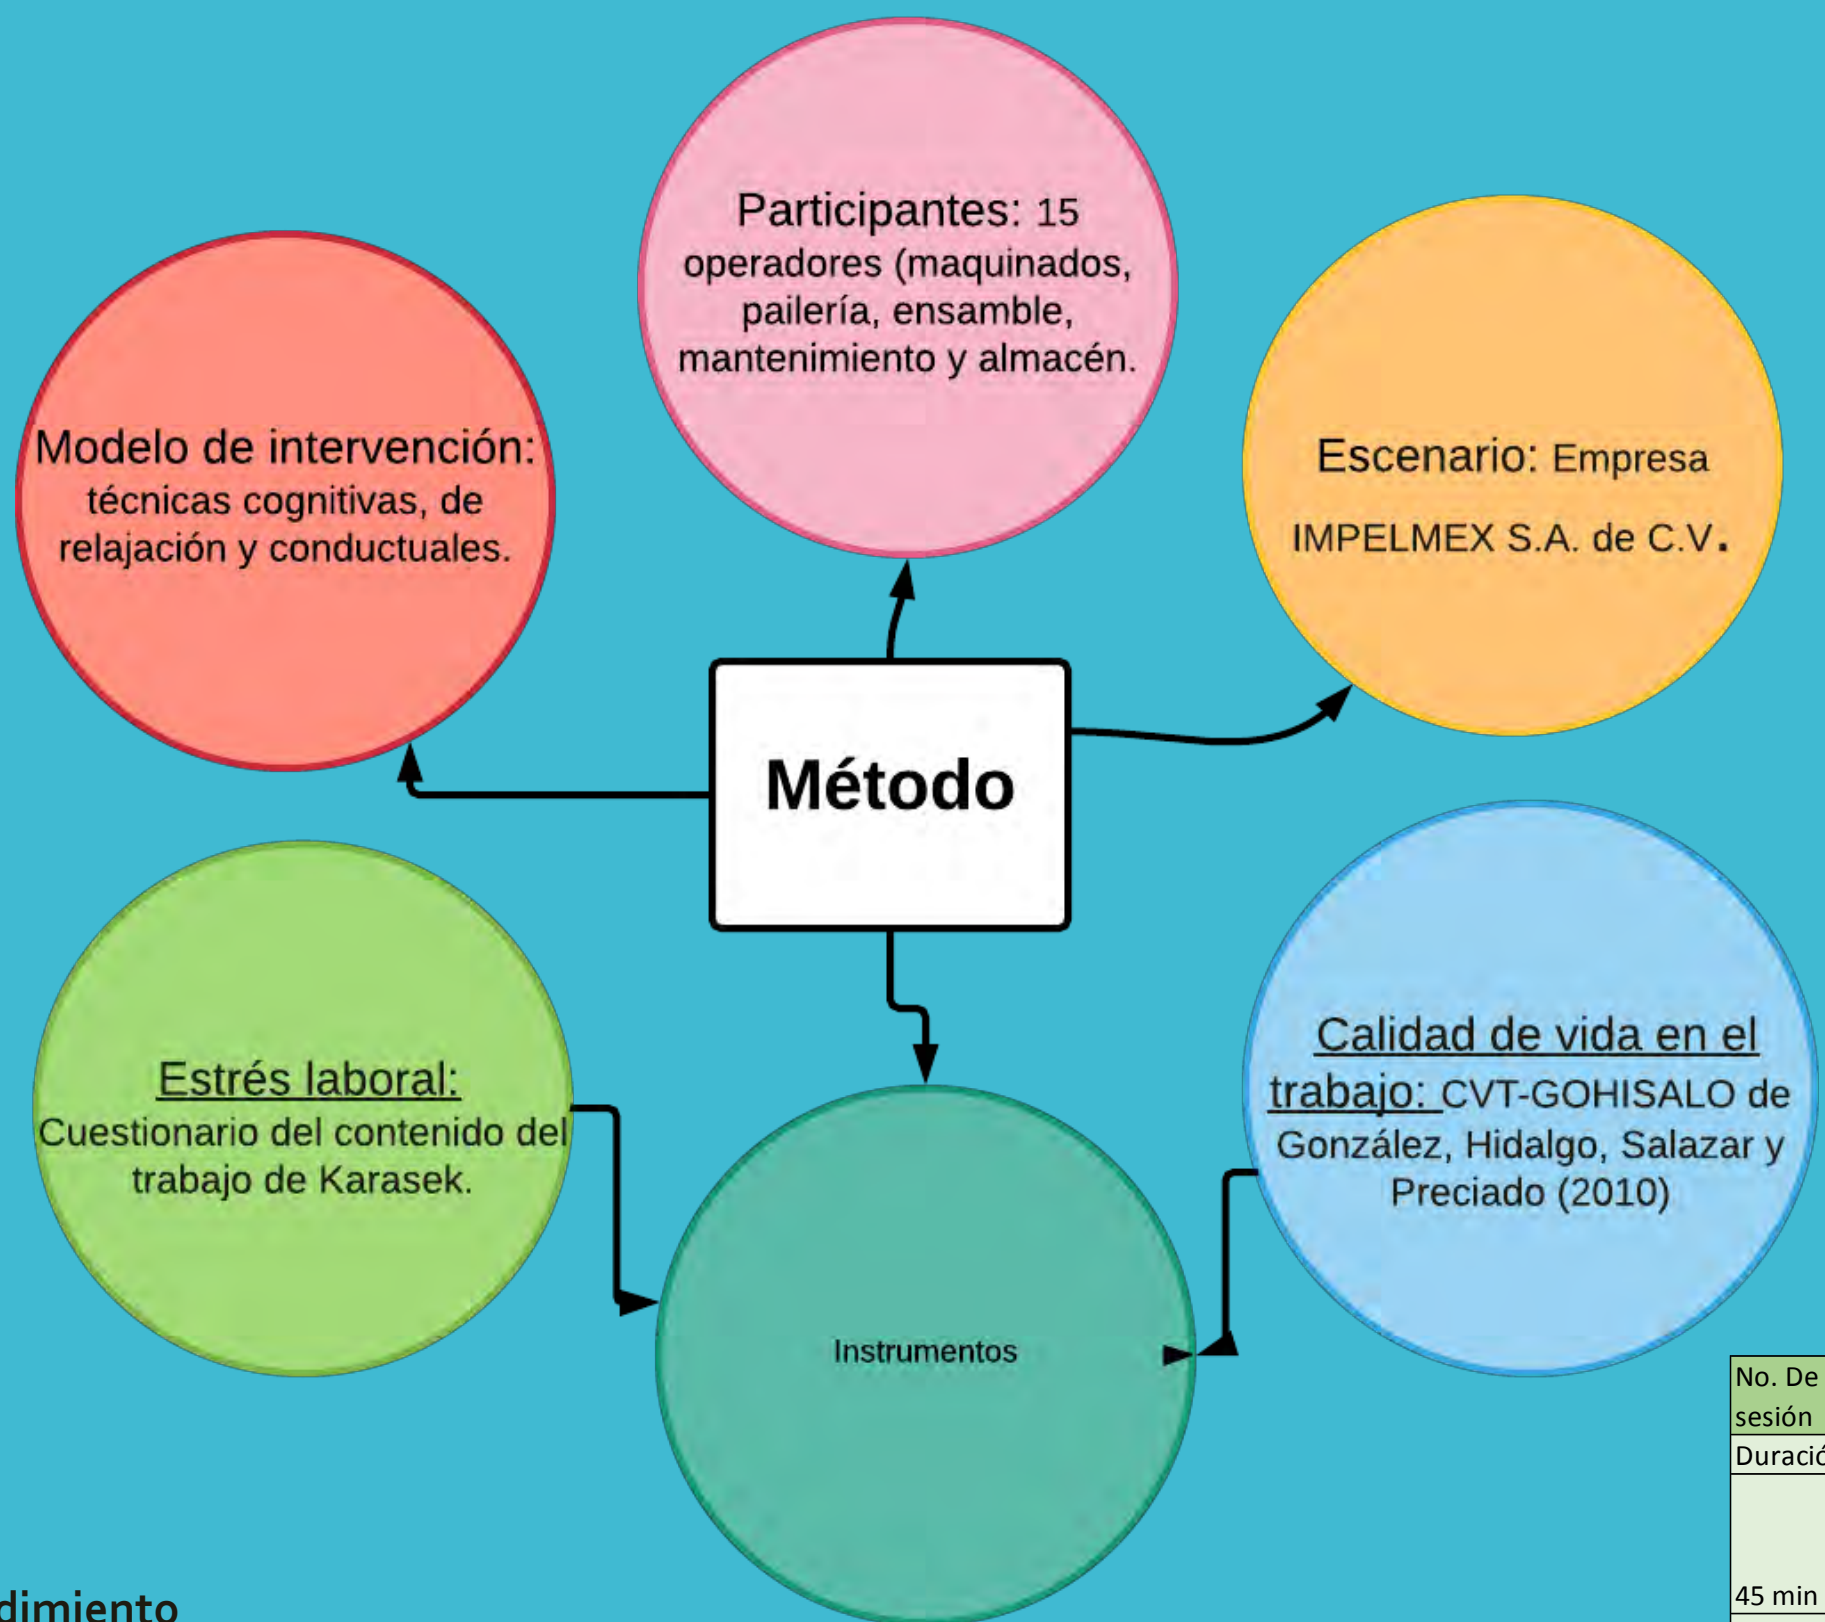 Participantes: 15
operadores (maquinados,
pailería, ensamble,
mantenimiento y almacén.
Modelo de intervención:
técnicas cognitivas, de
relajación y conductuales.
Escenario: Empresa
IMPELMEX S.A. de C.V.
Método
Estrés laboral:
Cuestionario del contenido del
trabajo de Karasek.
Calidad de vida en el
trabajo: CVT-GOHISALO de
González, Hidalgo, Salazar y
Preciado (2010)
Instrumentos
No. De
sesión
Duració
45 min
dimiento